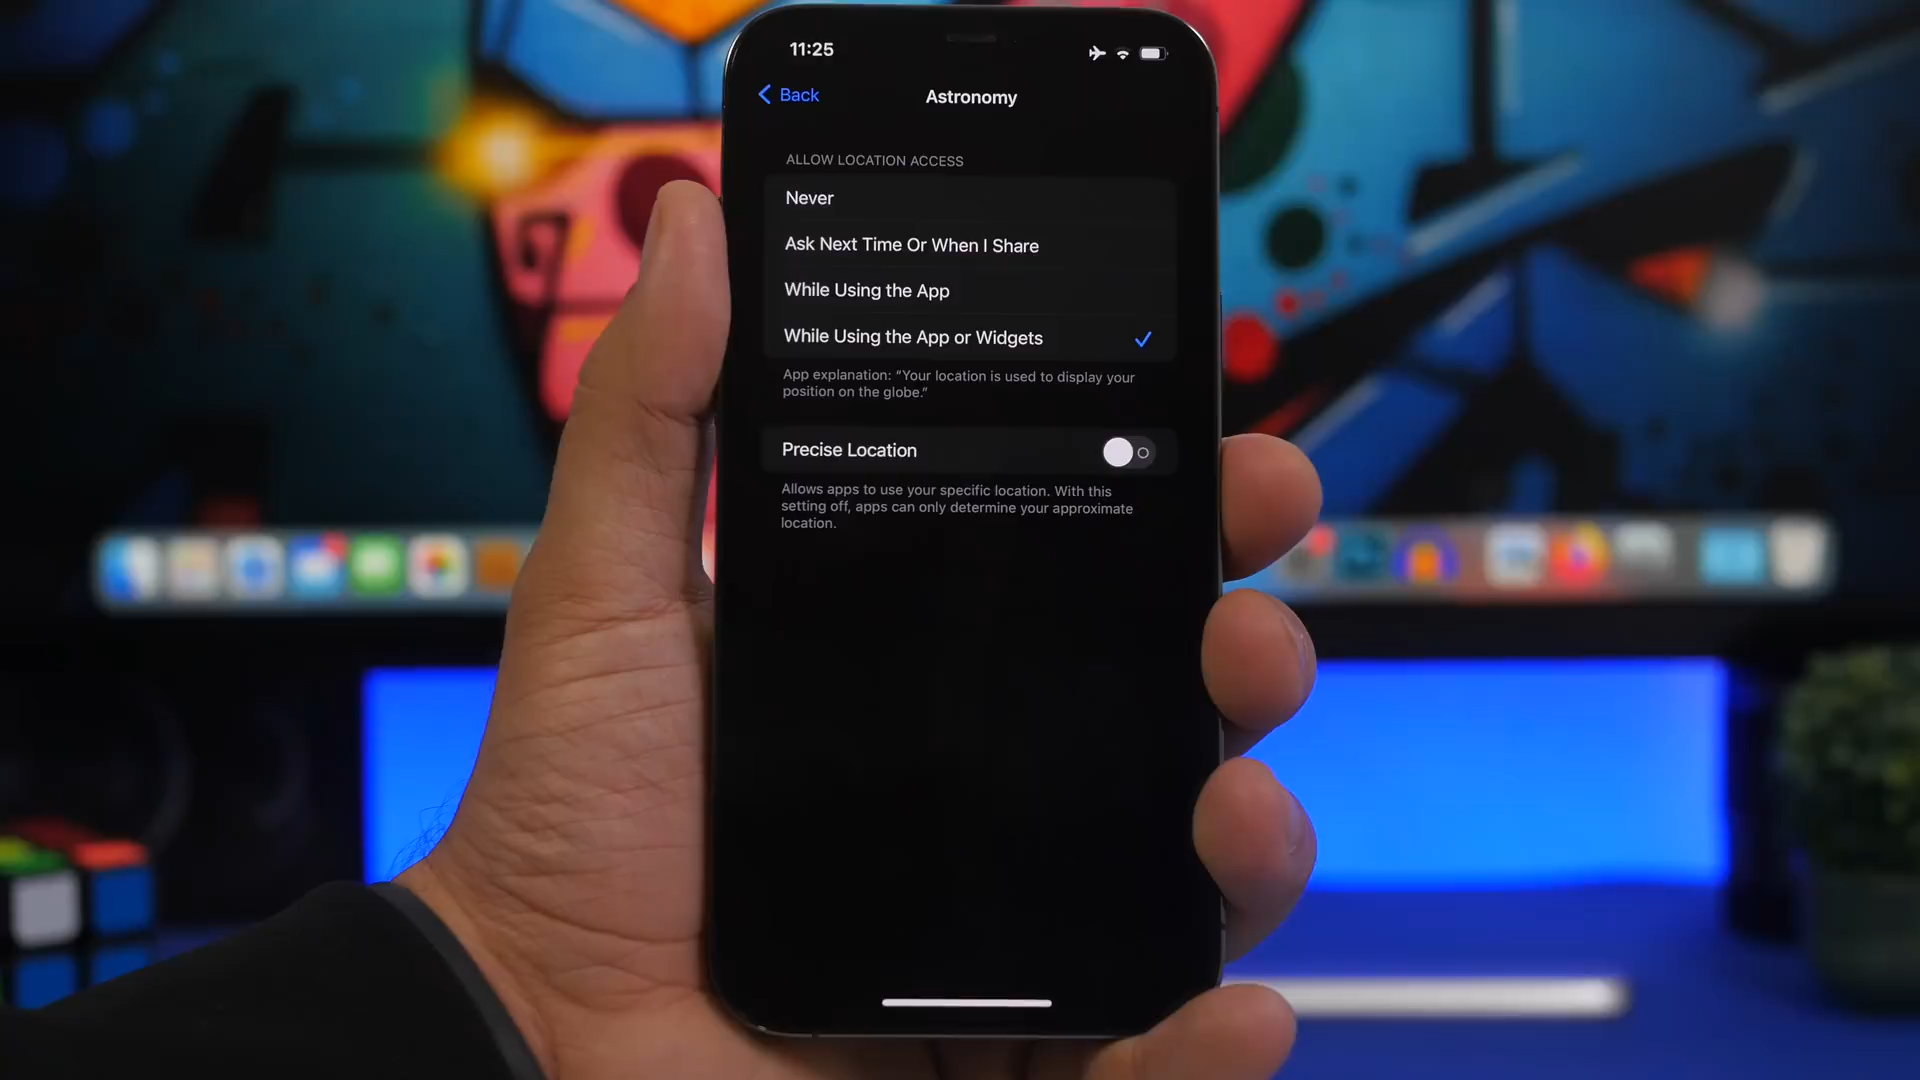 11:25
Back
Astronomy
ALLOW LOCATION ACCESS
Never
Ask Next Time Or When I Share
While Using the App
While Using the App or Widgets
App explanation: “Your location is used to display your
position on the globe.”
Precise Location
Allows apps to use your specific location. With this
setting off, apps can only determine your approximate
location.